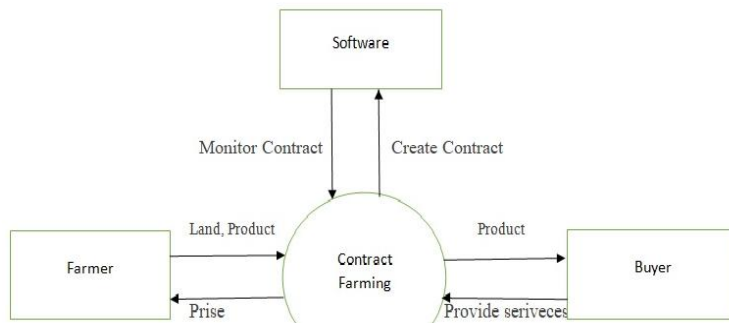 Software
Monitor Contract
Create Contract
Land, Product
Product
Farmer
Contract
Farming
Buyer
Prise
Provide seriveces